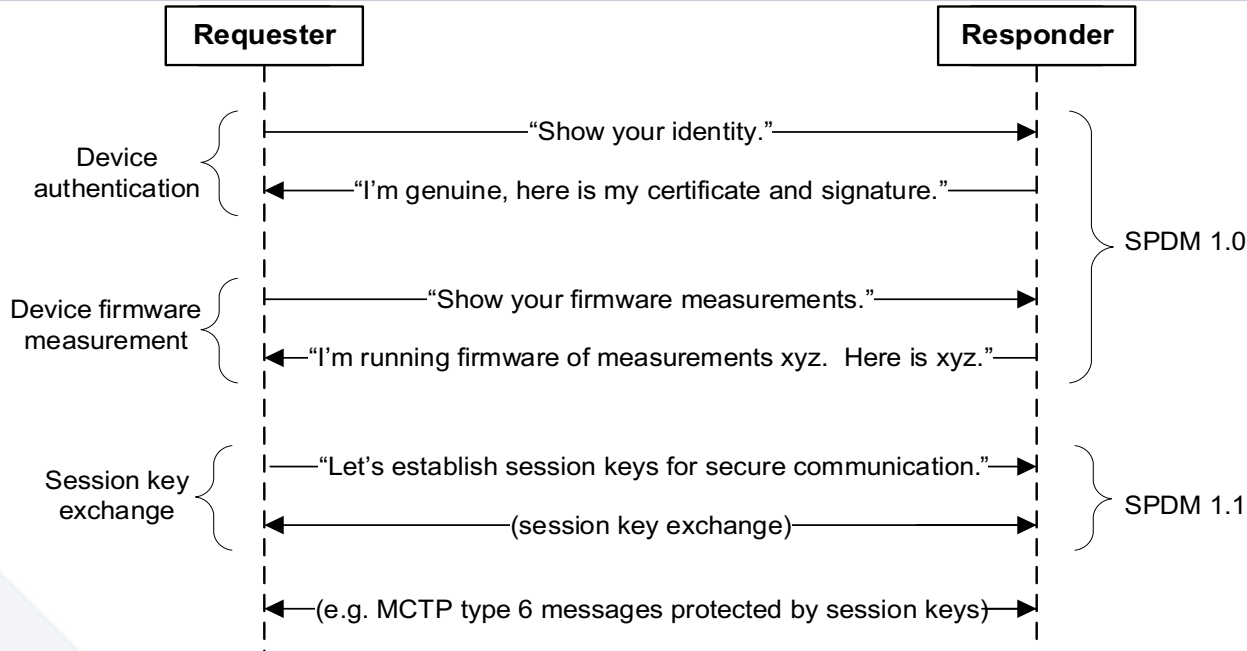 Requester
Responder
“Show your identity.”
Device
authentication
“I’m genuine, here is my certificate and signature.”
SPDM 1.0
“Show your firmware measurements.”
Device firmware
measurement
“I’m running firmware of measurements xyz.  Here is xyz.”
“Let’s establish session keys for secure communication.”
Session key
exchange
SPDM 1.1
(session key exchange)
(e.g. MCTP type 6 messages protected by session keys)